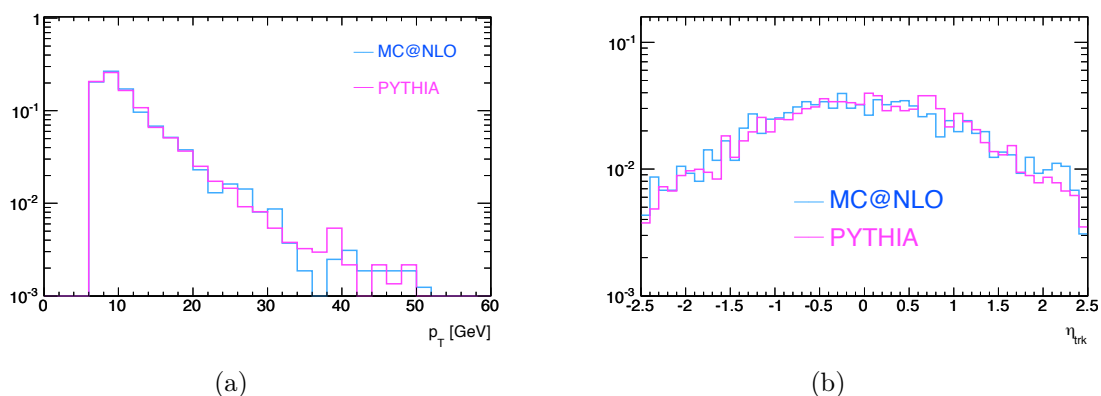 1
10^-1
10^-2
10^-3
0 10 20 30 40 50 60
p_T [GeV]
MC@NLO
PYTHIA
(a)
10^-1
10^-2
10^-3
-2.5 -2 -1.5 -1 -0.5 0 0.5 1 1.5 2 2.5
η_trk
MC@NLO
PYTHIA
(b)